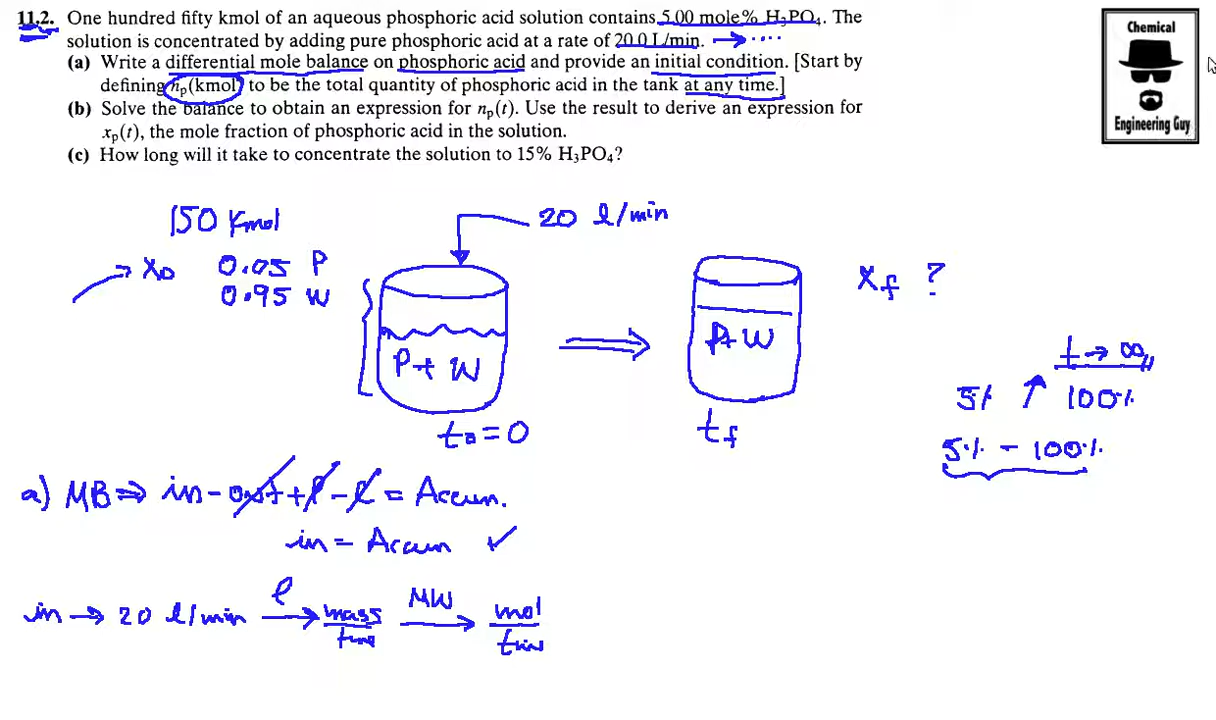 11.2. One hundred fifty kmol of an aqueous phosphoric acid solution contains 5.00 mole% H₃PO₄. The
solution is concentrated by adding pure phosphoric acid at a rate of 20.0 L/min. → ....
(a) Write a differential mole balance on phosphoric acid and provide an initial condition. [Start by
defining nₚ(kmol) to be the total quantity of phosphoric acid in the tank at any time.]
(b) Solve the balance to obtain an expression for nₚ(t). Use the result to derive an expression for
xₚ(t), the mole fraction of phosphoric acid in the solution.
(c) How long will it take to concentrate the solution to 15% H₃PO₄?
Chemical
Engineering Guy
150 Kmol
20 l/min
→ x₀ 0.05 P
0.95 W
P + W
⇒
P+ W
xf ?
t → ∞
5% ↑ 100%
5% - 100%
t₀ = 0
tf
a) MB ⇒ in - out + - = Accum.
in = Accum ✓
in → 20 l/min → mass/time MW → mol/time